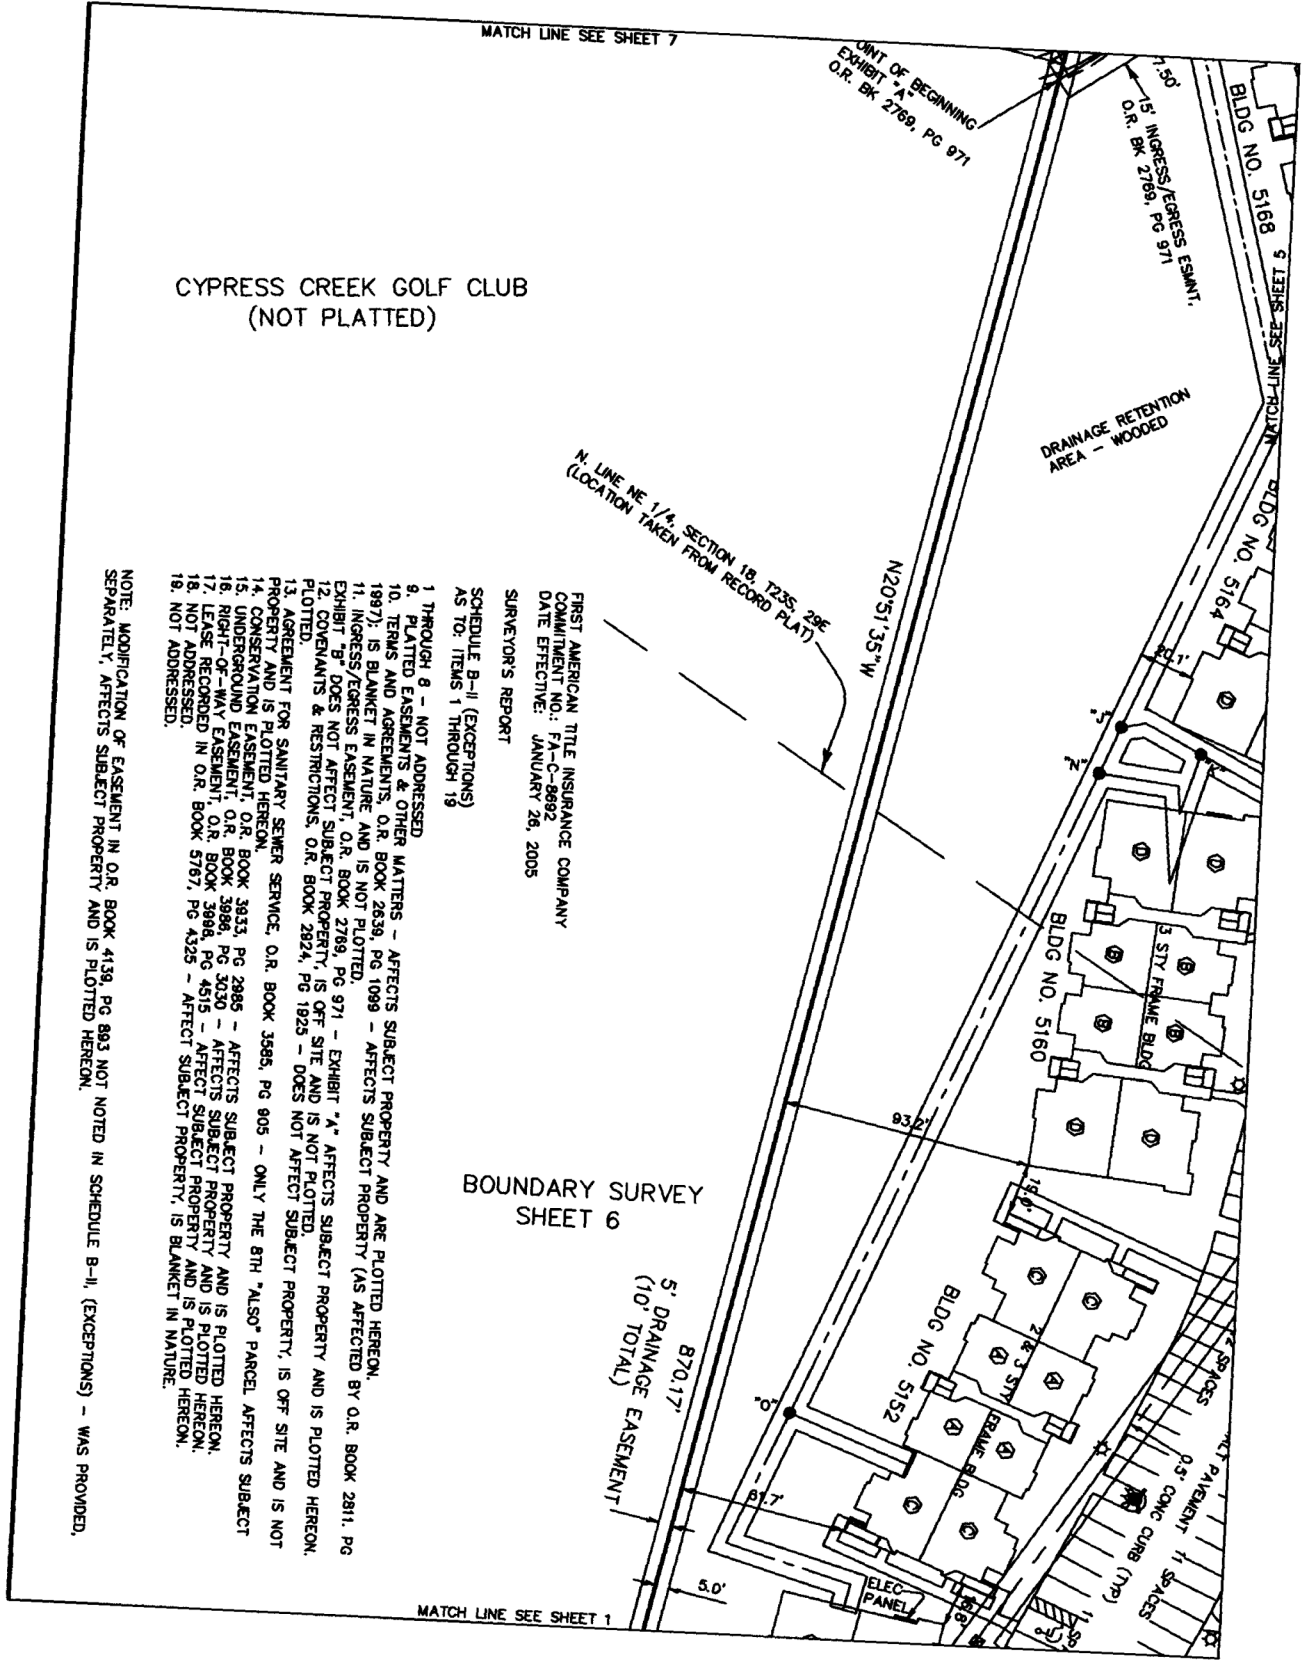 MATCH LINE SEE SHEET 7
OINT OF BEGINNING
EXHIBIT "A"
O.R. BK 2769, PG 971
7.50'
15' INGRESS/EGRESS ESMNT.
O.R. BK 2769, PG 971
BLDG NO. 5168
MATCH LINE SEE SHEET 5
CYPRESS CREEK GOLF CLUB
(NOT PLATTED)
DRAINAGE RETENTION
AREA – WOODED
N. LINE NE 1/4, SECTION 18, T23S, 29E
(LOCATION TAKEN FROM RECORD PLAT)
N20°51'35"W
BLDG NO. 5164
20.1'
D
"J"
"N"
D
D
3 STY FRAME BLDG
B
B
B
B
BLDG NO. 5160
D
D
93.2'
19.0'
FIRST AMERICAN TITLE INSURANCE COMPANY
COMMITMENT NO.: FA-C-8692
DATE EFFECTIVE: JANUARY 26, 2005
SURVEYOR'S REPORT
SCHEDULE B-II (EXCEPTIONS)
AS TO: ITEMS 1 THROUGH 19
1 THROUGH 8 – NOT ADDRESSED
9. PLATTED EASEMENTS & OTHER MATTERS – AFFECTS SUBJECT PROPERTY AND ARE PLOTTED HEREON.
10. TERMS AND AGREEMENTS, O.R. BOOK 2639, PG 1099 – AFFECTS SUBJECT PROPERTY (AS AFFECTED BY O.R. BOOK 2811, PG
1997); IS BLANKET IN NATURE AND IS NOT PLOTTED.
11. INGRESS/EGRESS EASEMENT, O.R. BOOK 2769, PG 971 – EXHIBIT "A" AFFECTS SUBJECT PROPERTY AND IS PLOTTED HEREON.
EXHIBIT "B" DOES NOT AFFECT SUBJECT PROPERTY, IS OFF SITE AND IS NOT PLOTTED.
12. COVENANTS & RESTRICTIONS, O.R. BOOK 2924, PG 1925 – DOES NOT AFFECT SUBJECT PROPERTY, IS OFF SITE AND IS NOT
PLOTTED.
13. AGREEMENT FOR SANITARY SEWER SERVICE, O.R. BOOK 3585, PG 905 – ONLY THE 8TH "ALSO" PARCEL AFFECTS SUBJECT
PROPERTY AND IS PLOTTED HEREON.
14. CONSERVATION EASEMENT, O.R. BOOK 3933, PG 2985 – AFFECTS SUBJECT PROPERTY AND IS PLOTTED HEREON.
15. UNDERGROUND EASEMENT, O.R. BOOK 3986, PG 3030 – AFFECTS SUBJECT PROPERTY AND IS PLOTTED HEREON.
16. RIGHT-OF-WAY EASEMENT, O.R. BOOK 3998, PG 4515 – AFFECT SUBJECT PROPERTY AND IS PLOTTED HEREON.
17. LEASE RECORDED IN O.R. BOOK 5767, PG 4325 – AFFECT SUBJECT PROPERTY, IS BLANKET IN NATURE.
18. NOT ADDRESSED.
19. NOT ADDRESSED.
NOTE: MODIFICATION OF EASEMENT IN O.R. BOOK 4139, PG 893 NOT NOTED IN SCHEDULE B-II, (EXCEPTIONS) – WAS PROVIDED,
SEPARATELY, AFFECTS SUBJECT PROPERTY AND IS PLOTTED HEREON.
BOUNDARY SURVEY
SHEET 6
870.17'
5' DRAINAGE EASEMENT
(10' TOTAL)
BLDG NO. 5152
C
C
2 & 3 STY
FRAME BLDG
A
A
A
A
C
C
"O"
61.7'
5.0'
ELEC
PANEL
6.8'
SPACES
LT PAVEMENT
0.5' CONC CURB (TYP)
11 SPACES
11 SP
MATCH LINE SEE SHEET 1